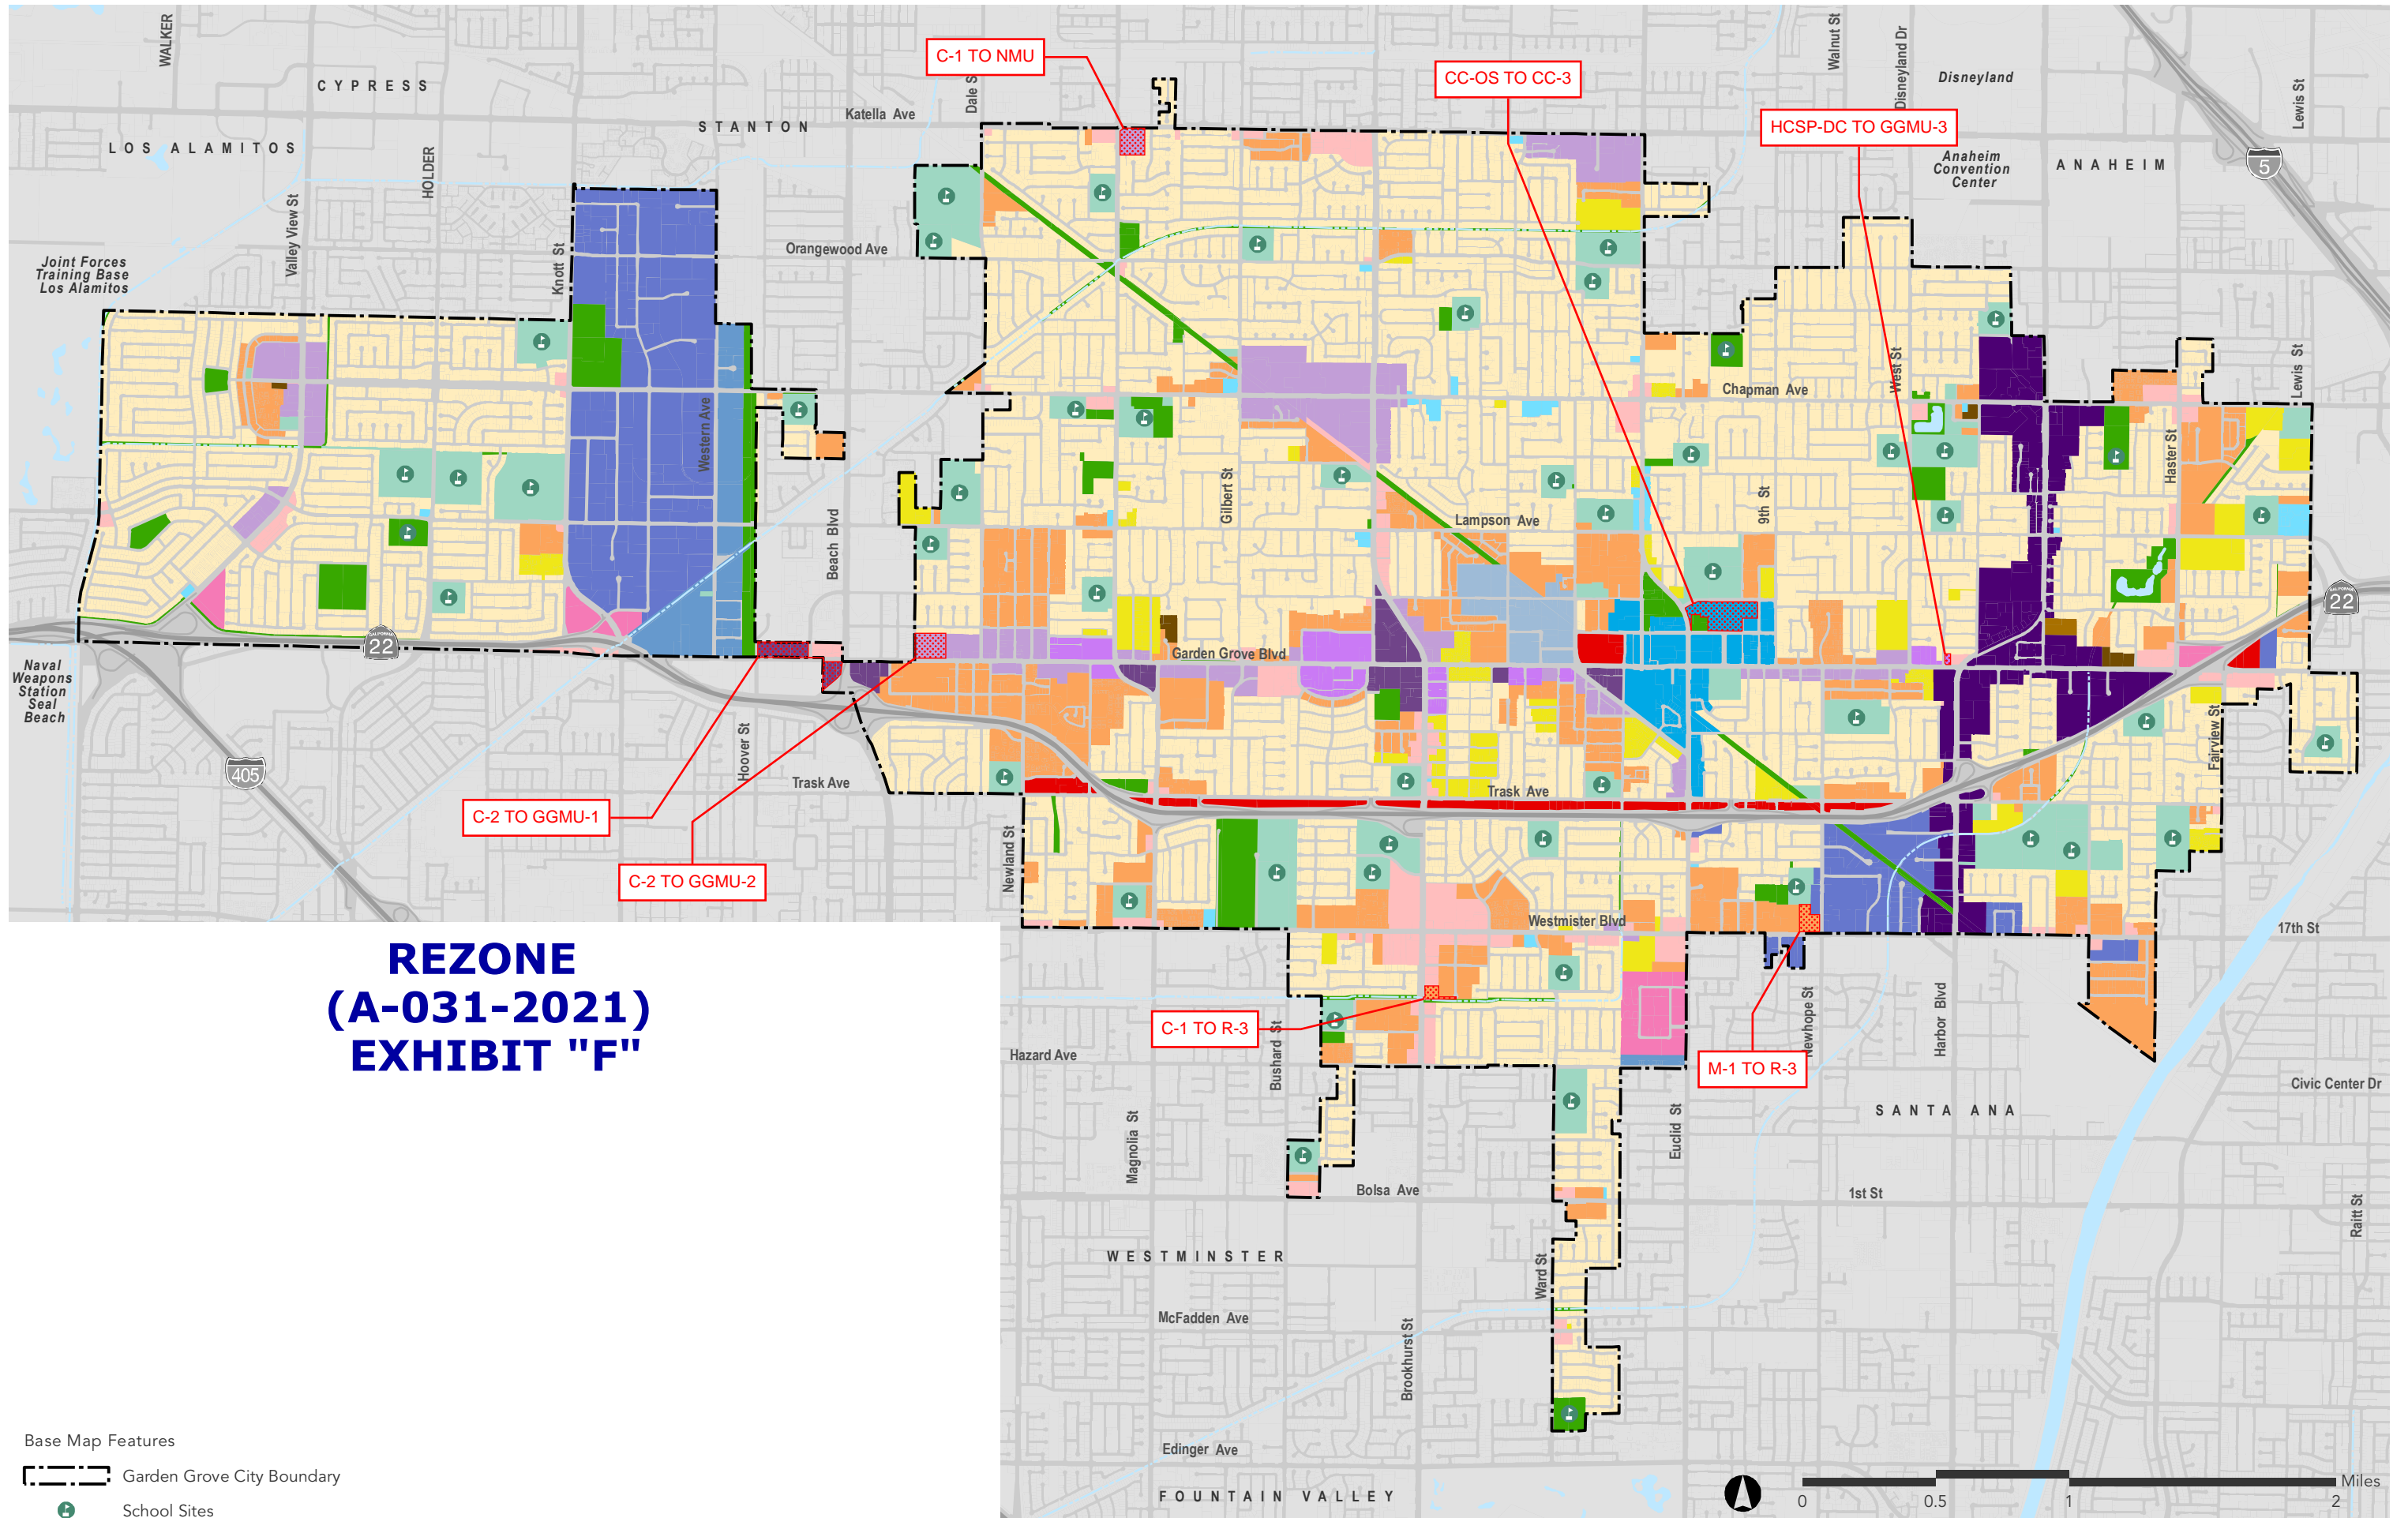 WALKER
CYPRESS
LOS ALAMITOS
HOLDER
STANTON
Katella Ave
Dale S
C-1 TO NMU
CC-OS TO CC-3
HCSP-DC TO GGMU-3
Walnut St
Disneyland Dr
Disneyland
Lewis St
5
Anaheim
Convention
Center
ANAHEIM
Joint Forces
Training Base
Los Alamitos
Valley View St
Knott St
Orangewood Ave
Western Ave
Chapman Ave
West St
Lewis St
Haster St
Gilbert St
Lampson Ave
9th St
Beach Blvd
Garden Grove Blvd
CALIFORNIA
22
CALIFORNIA
22
Naval
Weapons
Station
Seal
Beach
405
Hoover St
Trask Ave
Trask Ave
Fairview St
C-2 TO GGMU-1
C-2 TO GGMU-2
Newland St
Westmister Blvd
17th St
REZONE
(A-031-2021)
EXHIBIT "F"
C-1 TO R-3
M-1 TO R-3
Hazard Ave
Bushard St
Newhope St
Harbor Blvd
Civic Center Dr
SANTA ANA
Magnolia St
Euclid St
Bolsa Ave
1st St
Raitt St
WESTMINSTER
Ward St
McFadden Ave
Brookhurst St
Edinger Ave
FOUNTAIN VALLEY
Base Map Features
Garden Grove City Boundary
School Sites
Miles
0 0.5 1 2